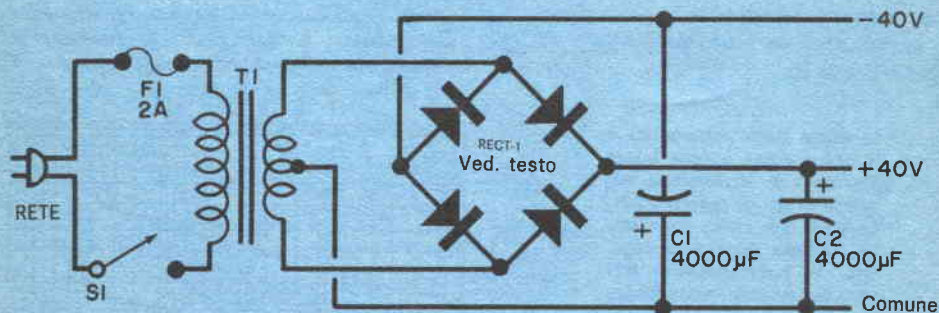 -40V
F1
2A
T1
RECT-1
Ved. testo
+40V
RETE
S1
+
C1
4000µF
+
C2
4000µF
Comune